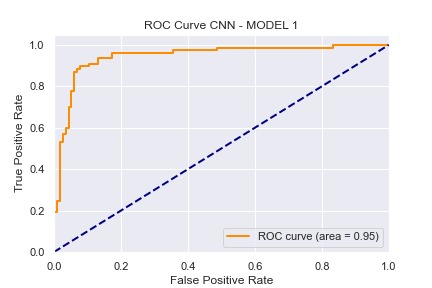 ROC Curve CNN - MODEL 1
True Positive Rate
1.0
0.8
0.6
0.4
0.2
0.0
ROC curve (area = 0.95)
0.0 0.2 0.4 0.6 0.8 1.0
False Positive Rate